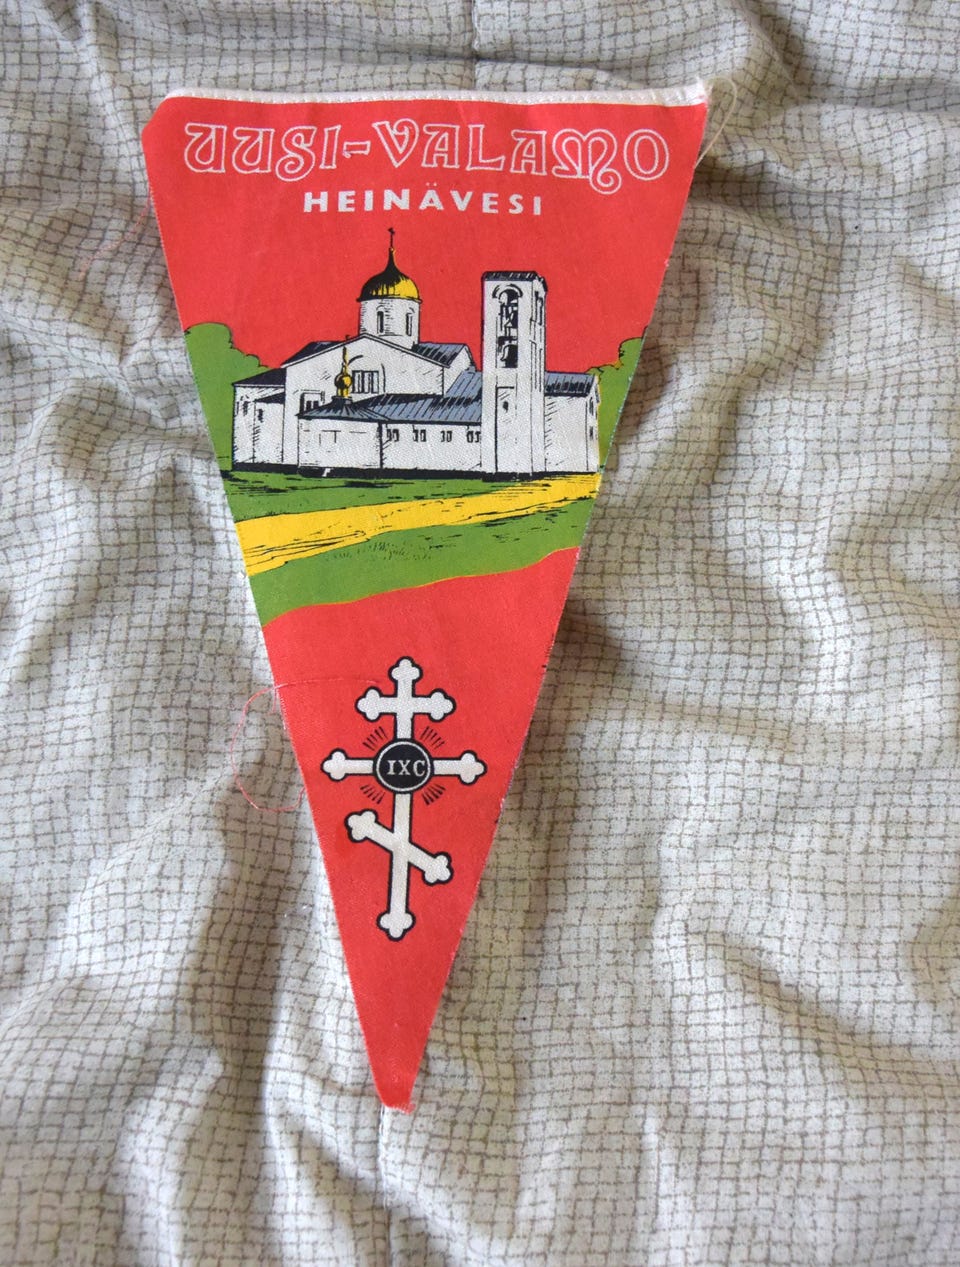 UUSI-VALAMO
HEINÄVESI
IXC